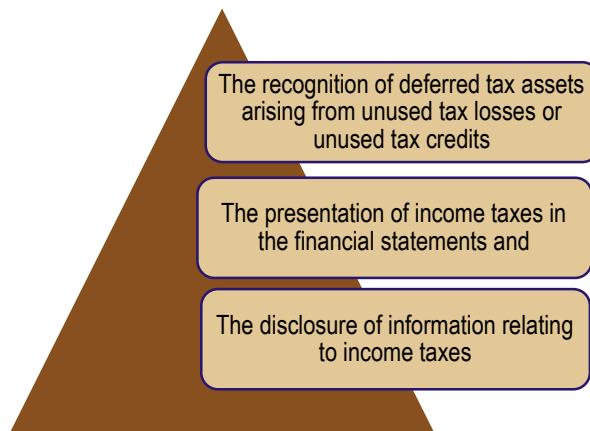 The recognition of deferred tax assets
arising from unused tax losses or
unused tax credits
The presentation of income taxes in
the financial statements and
The disclosure of information relating
to income taxes